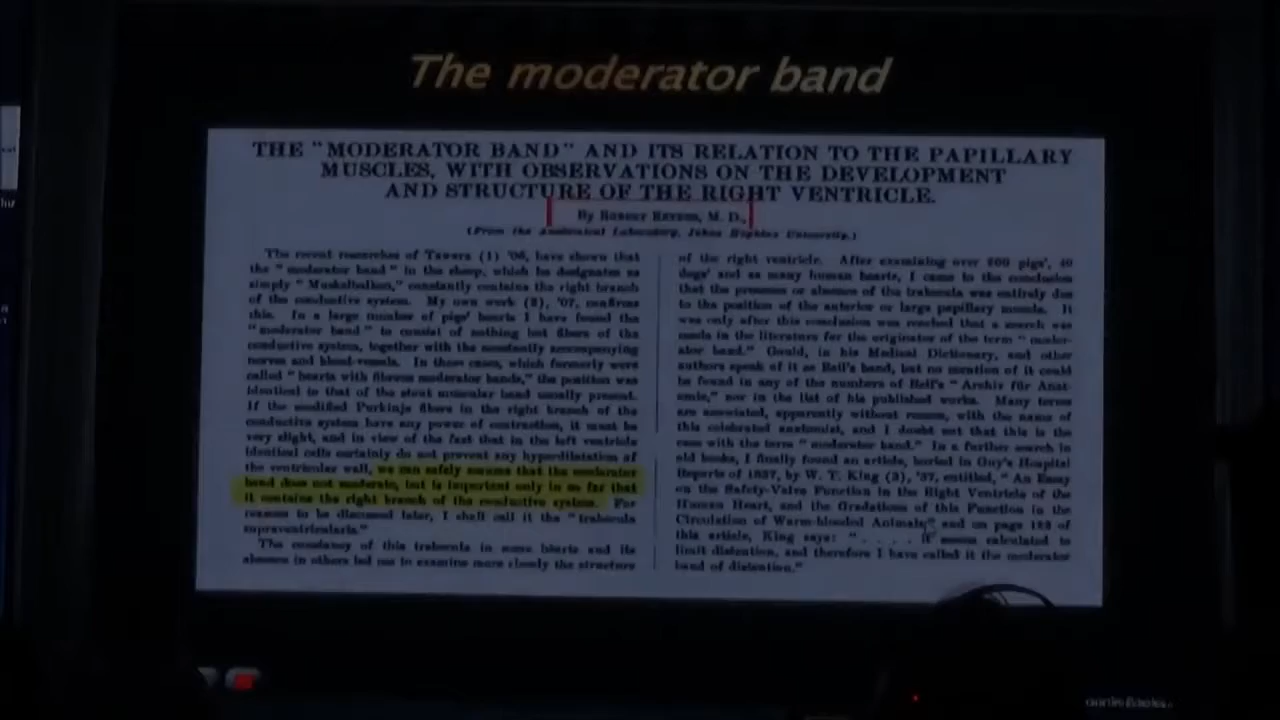 The moderator band
THE "MODERATOR BAND" AND ITS RELATION TO THE PAPILLARY
MUSCLES, WITH OBSERVATIONS ON THE DEVELOPMENT
AND STRUCTURE OF THE RIGHT VENTRICLE.
By Robert Retzer, M. D.,
(From the Anatomical Laboratory, Johns Hopkins University.)
The recent researches of Tawara (1) '06, have shown that
the "moderator band" in the sheep, which he designates as
simply "Muskelbalken," constantly contains the right branch
of the conductive system. My own work (2), '07, confirms
this. In a large number of pigs' hearts I have found the
"moderator band" to consist of nothing but fibers of the
conductive system, together with the constantly accompanying
nerves and blood-vessels. In those cases, which formerly were
called "hearts with fibrous moderator bands," the position was
identical to that of the stout muscular band usually present.
If the modified Purkinje fibers in the right branch of the
conductive system have any power of contraction, it must be
very slight, and in view of the fact that in the left ventricle
identical cells certainly do not prevent any hyperdilatation of
the ventricular wall, we can safely assume that the moderator
band does not moderate, but is important only in so far that
it contains the right branch of the conductive system. For
reasons to be discussed later, I shall call it the "trabecula
supraventricularis."
The constancy of this trabecula in some hearts and its
absence in others led me to examine more closely the structure
of the right ventricle. After examining over 200 pigs', 40
dogs' and as many human hearts, I came to the conclusion
that the presence or absence of the trabecula was entirely due
to the position of the anterior or large papillary muscle. It
was only after this conclusion was reached that a search was
made in the literature for the originator of the term "moder-
ator band." Gould, in his Medical Dictionary, and other
authors speak of it as Reil's band, but no mention of it could
be found in any of the numbers of Reil's "Archiv für Anat-
omie," nor in the list of his published works. Many terms
are associated, apparently without reason, with the name of
this celebrated anatomist, and I doubt not that this is the
case with the term "moderator band." In a further search in
old books, I finally found an article, buried in Guy's Hospital
Reports of 1837, by W. T. King (3), '37, entitled, "An Essay
on the Safety-Valve Function in the Right Ventricle of the
Human Heart, and the Gradations of this Function in the
Circulation of Warm-blooded Animals," and on page 122 of
this article, King says: ". . . . it seems calculated to
limit distention, and therefore I have called it the moderator
band of distention."